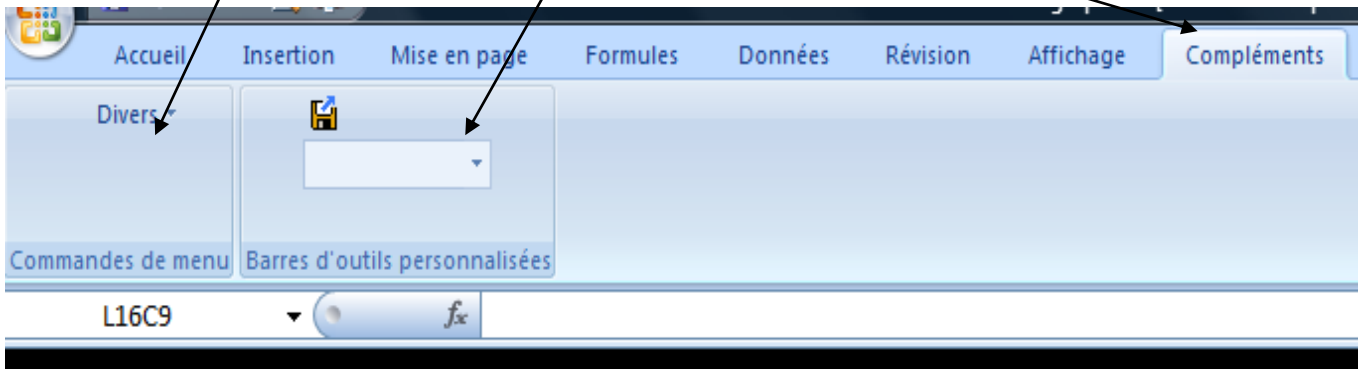 Accueil Insertion Mise en page Formules Données Révision Affichage Compléments
Divers
Commandes de menu Barres d'outils personnalisées
L16C9 fx